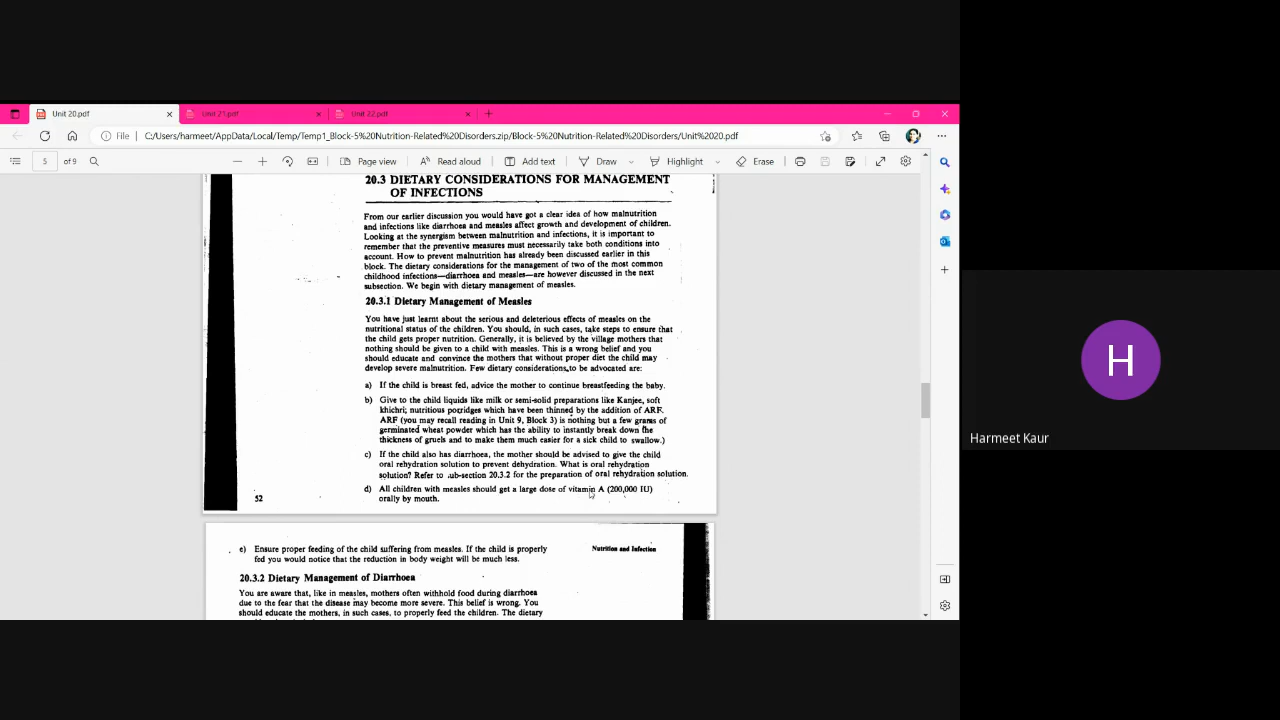 Unit 20.pdf
Unit 21.pdf
Unit 22.pdf
File
C:/Users/harmeet/AppData/Local/Temp/Temp1_Block-5%20Nutrition-Related%20Disorders.zip/Block-5%20Nutrition-Related%20Disorders/Unit%2020.pdf
5 of 9
Page view
Read aloud
Add text
Draw
Highlight
Erase
20.3 DIETARY CONSIDERATIONS FOR MANAGEMENT
OF INFECTIONS
From our earlier discussion you would have got a clear idea of how malnutrition
and infections like diarrhoea and measles affect growth and development of children.
Looking at the synergism between malnutrition and infections, it is important to
remember that the preventive measures must necessarily take both conditions into
account. How to prevent malnutrition has already been discussed earlier in this
block. The dietary considerations for the management of two of the most common
childhood infections—diarrhoea and measles—are however discussed in the next
subsection. We begin with dietary management of measles.
20.3.1 Dietary Management of Measles
You have just learnt about the serious and deleterious effects of measles on the
nutritional status of the children. You should, in such cases, take steps to ensure that
the child gets proper nutrition. Generally, it is believed by the village mothers that
nothing should be given to a child with measles. This is a wrong belief and you
should educate and convince the mothers that without proper diet the child may
develop severe malnutrition. Few dietary considerations to be advocated are:
a) If the child is breast fed, advice the mother to continue breastfeeding the baby.
b) Give to the child liquids like milk or semi-solid preparations like Kanjee, soft
khichri; nutritious porridges which have been thinned by the addition of ARF.
ARF (you may recall reading in Unit 9, Block 3) is nothing but a few grams of
germinated wheat powder which has the ability to instantly break down the
thickness of gruels and to make them much easier for a sick child to swallow.)
c) If the child also has diarrhoea, the mother should be advised to give the child
oral rehydration solution to prevent dehydration. What is oral rehydration
solution? Refer to sub-section 20.3.2 for the preparation of oral rehydration solution.
d) All children with measles should get a large dose of vitamin A (200,000 IU)
orally by mouth.
52
e) Ensure proper feeding of the child suffering from measles. If the child is properly
fed you would notice that the reduction in body weight will be much less.
Nutrition and Infection
20.3.2 Dietary Management of Diarrhoea
You are aware that, like in measles, mothers often withhold food during diarrhoea
due to the fear that the disease may become more severe. This belief is wrong. You
should educate the mothers, in such cases, to properly feed the children. The dietary
H
Harmeet Kaur